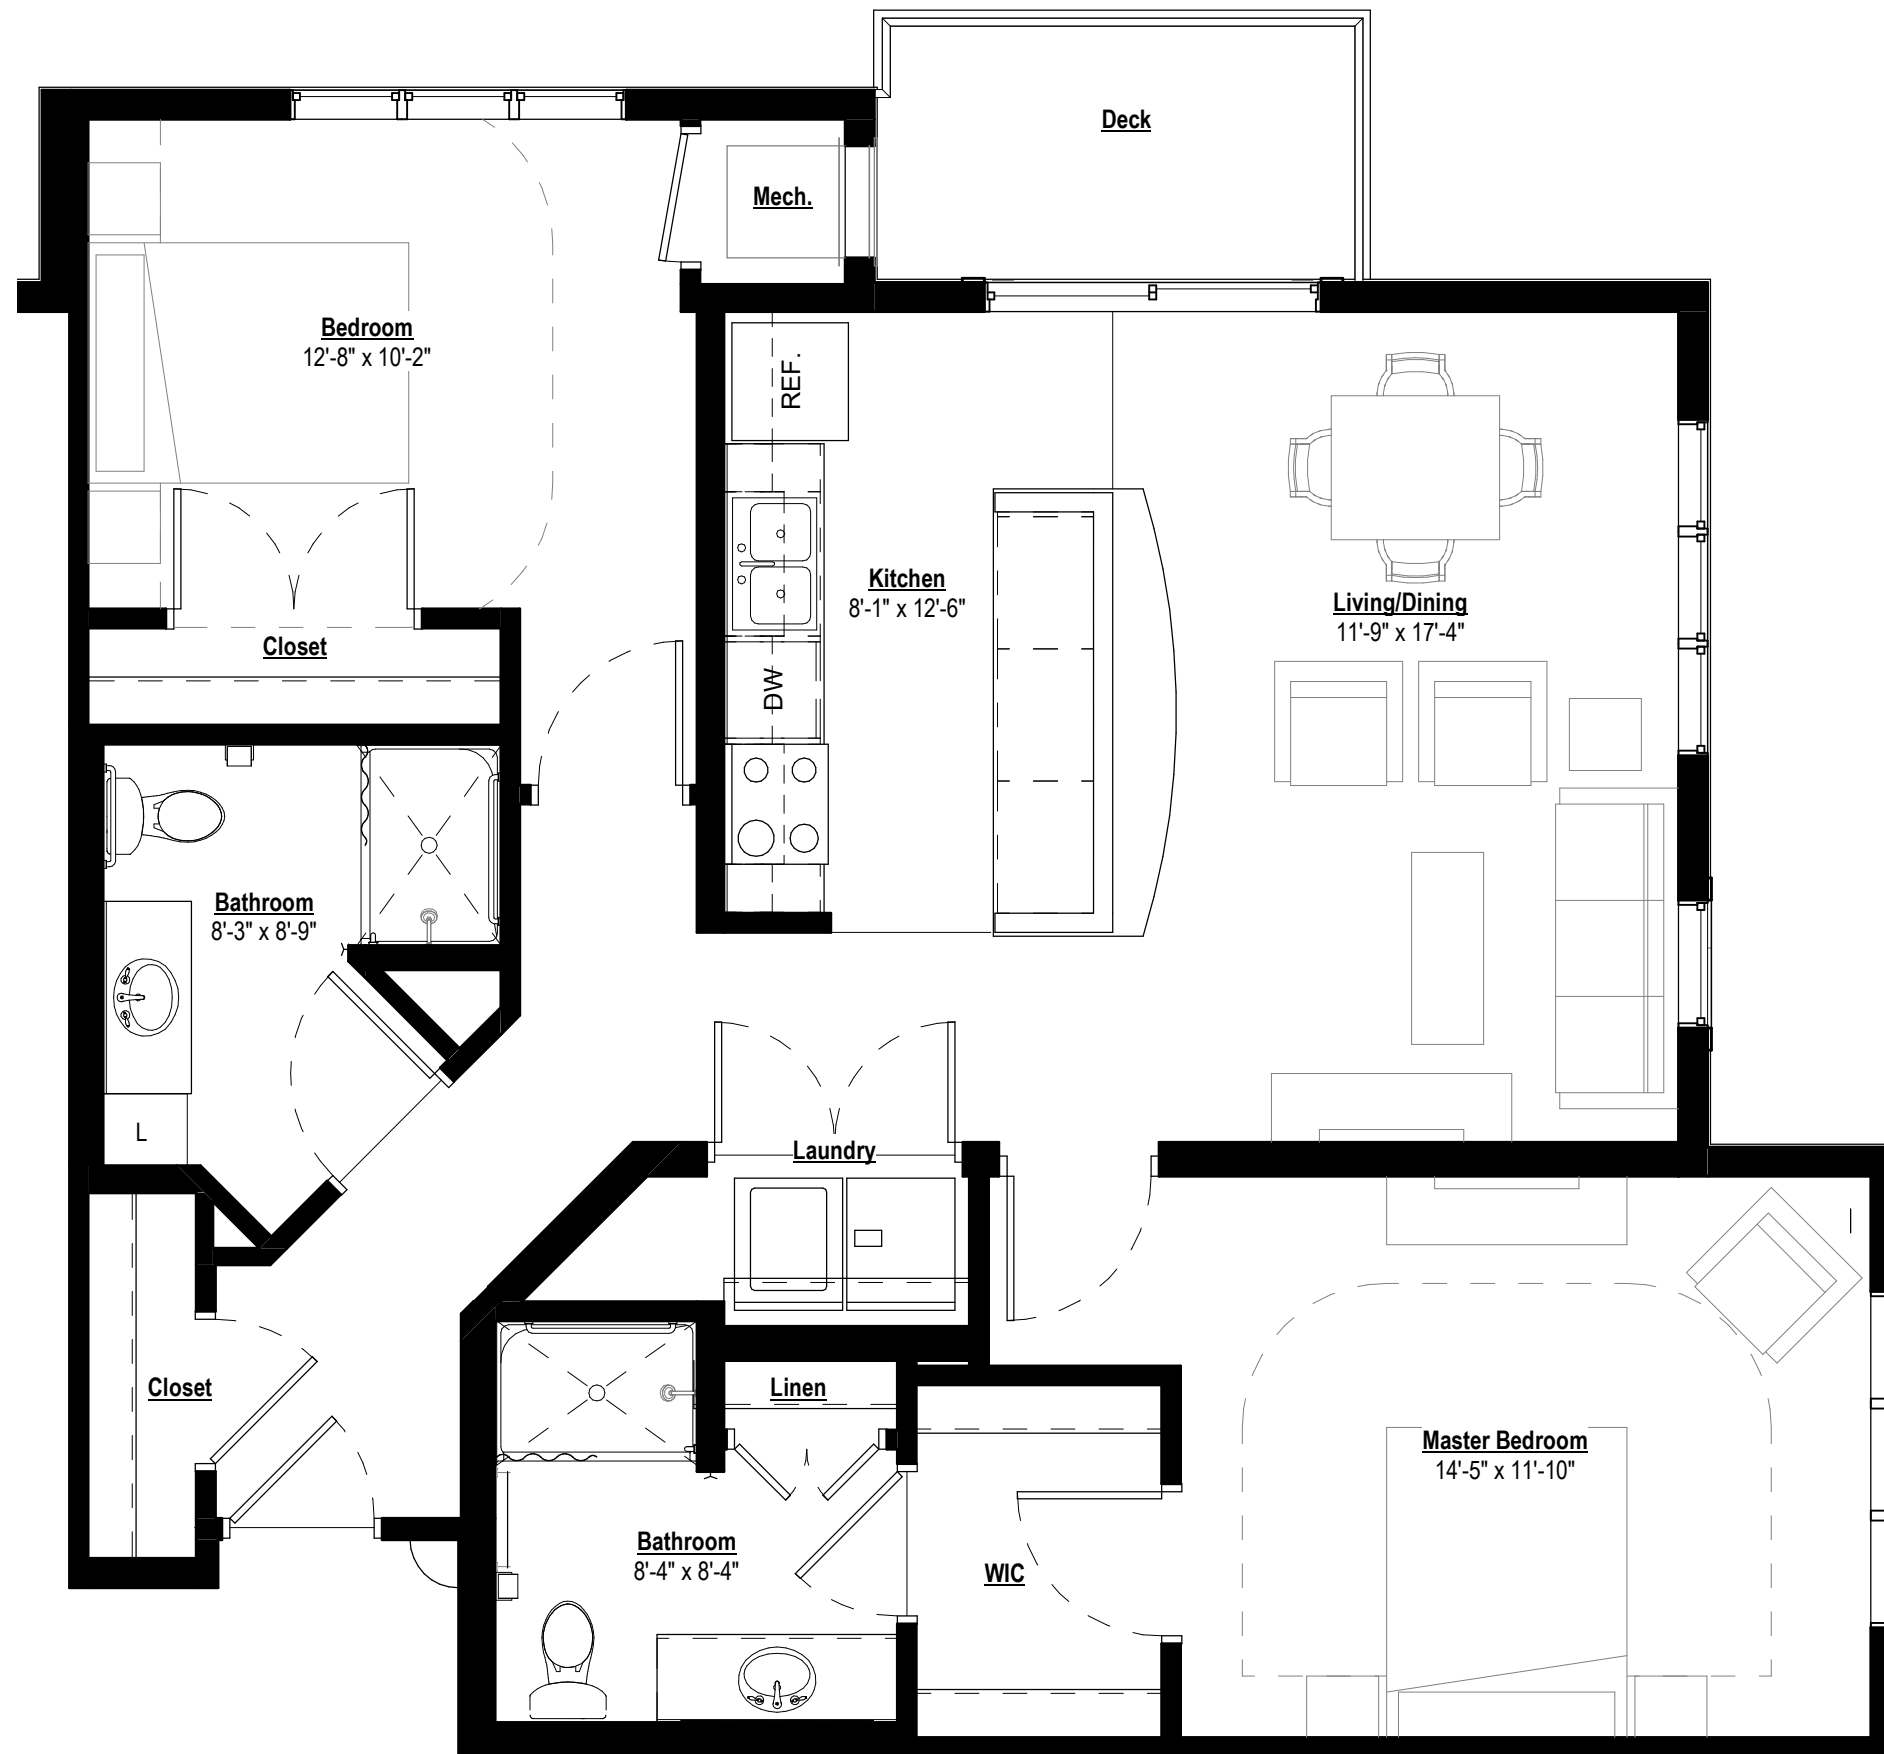 Deck
Mech.
Bedroom
12'-8" x 10'-2"
REF.
Kitchen
8'-1" x 12'-6"
Living/Dining
11'-9" x 17'-4"
Closet
DW
Bathroom
8'-3" x 8'-9"
L
Laundry
Closet
Linen
Master Bedroom
14'-5" x 11'-10"
Bathroom
8'-4" x 8'-4"
WIC